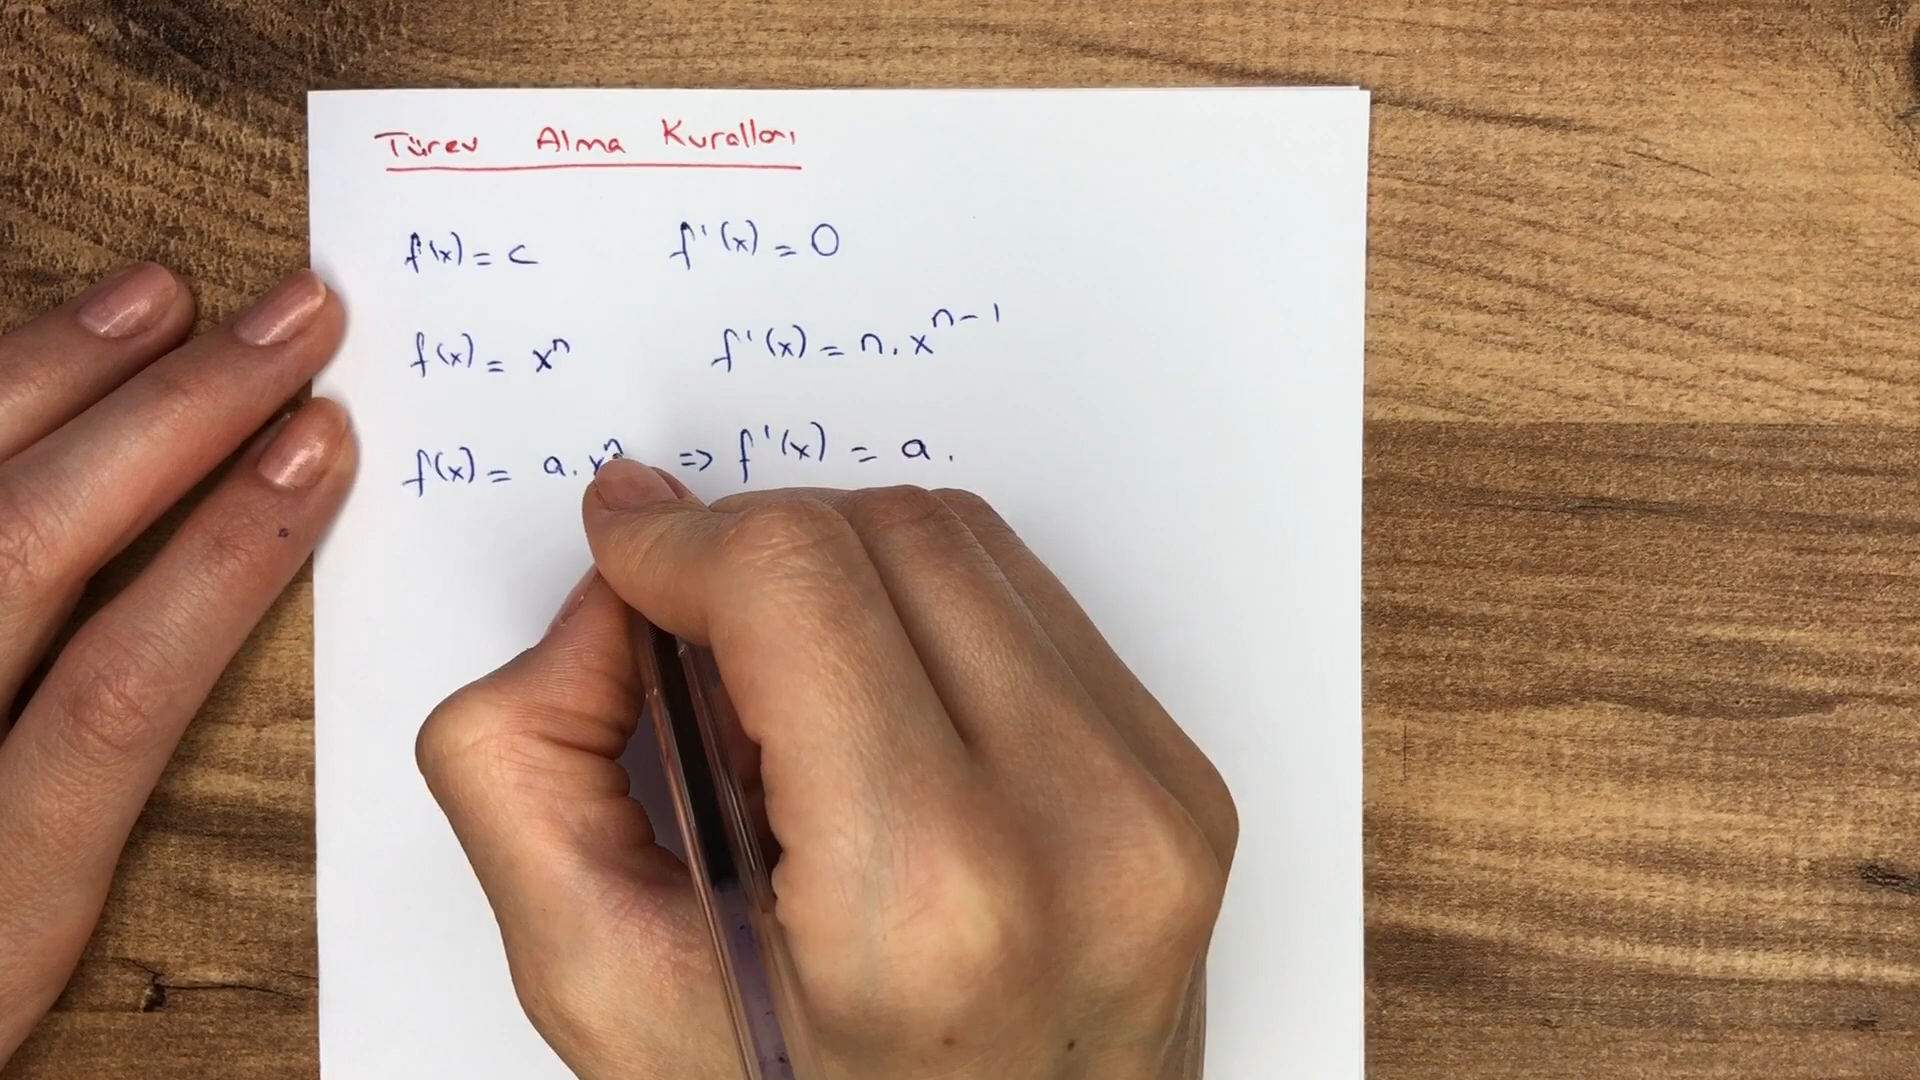 Türev Alma Kuralları
f(x) = c f'(x) = 0
f(x) = xⁿ f'(x) = n. xⁿ⁻¹
f(x) = a. xⁿ => f'(x) = a.